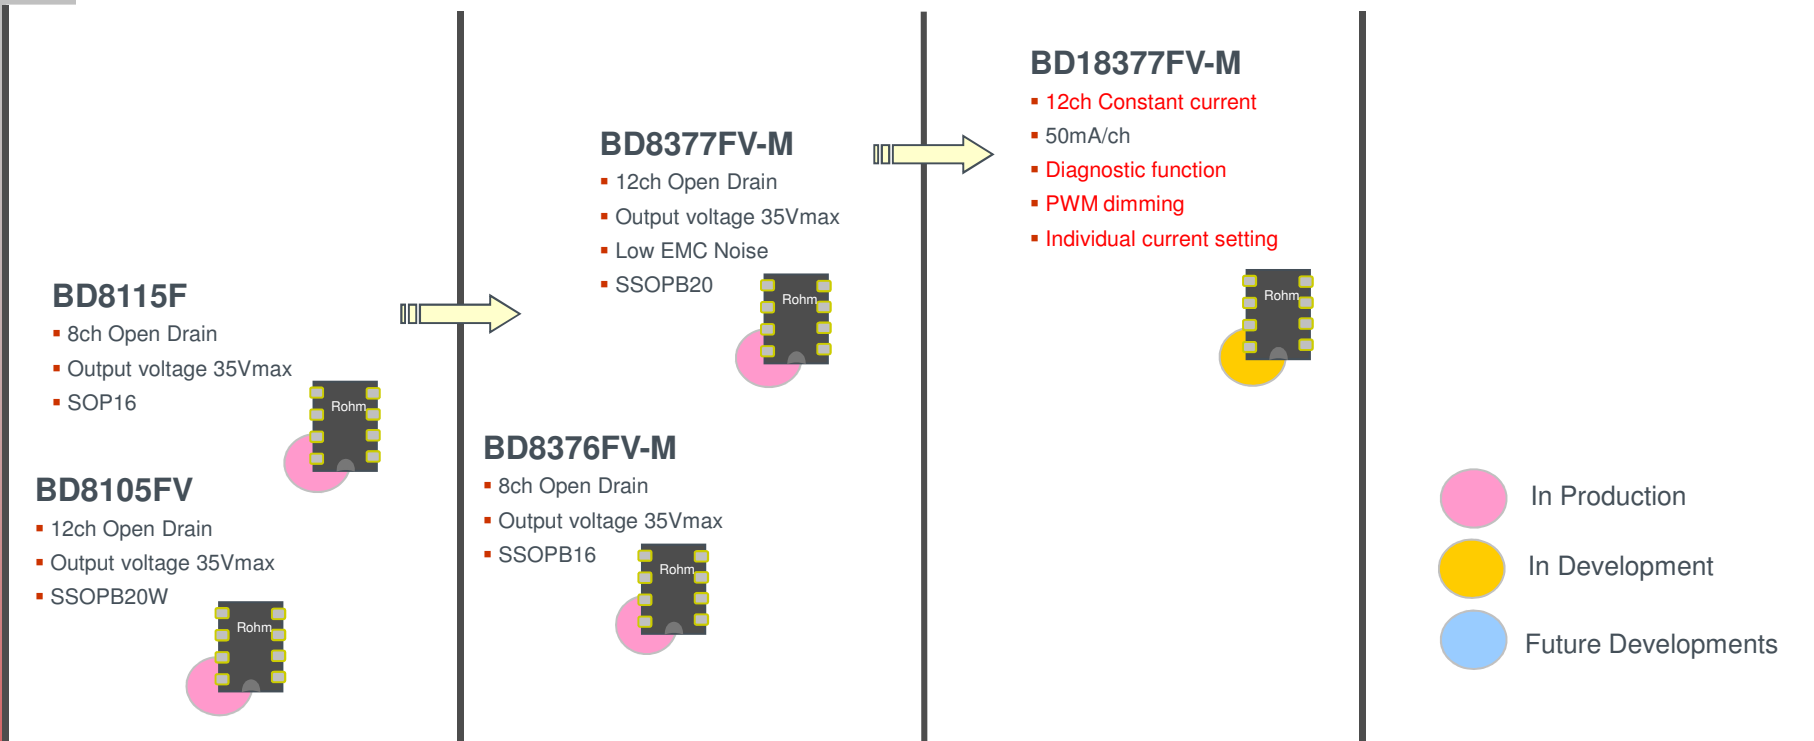 BD8115F
▪ 8ch Open Drain
▪ Output voltage 35Vmax
▪ SOP16
Rohm
BD8105FV
▪ 12ch Open Drain
▪ Output voltage 35Vmax
▪ SSOPB20W
Rohm
BD8377FV-M
▪ 12ch Open Drain
▪ Output voltage 35Vmax
▪ Low EMC Noise
▪ SSOPB20
Rohm
BD8376FV-M
▪ 8ch Open Drain
▪ Output voltage 35Vmax
▪ SSOPB16
Rohm
BD18377FV-M
▪ 12ch Constant current
▪ 50mA/ch
▪ Diagnostic function
▪ PWM dimming
▪ Individual current setting
Rohm
In Production
In Development
Future Developments